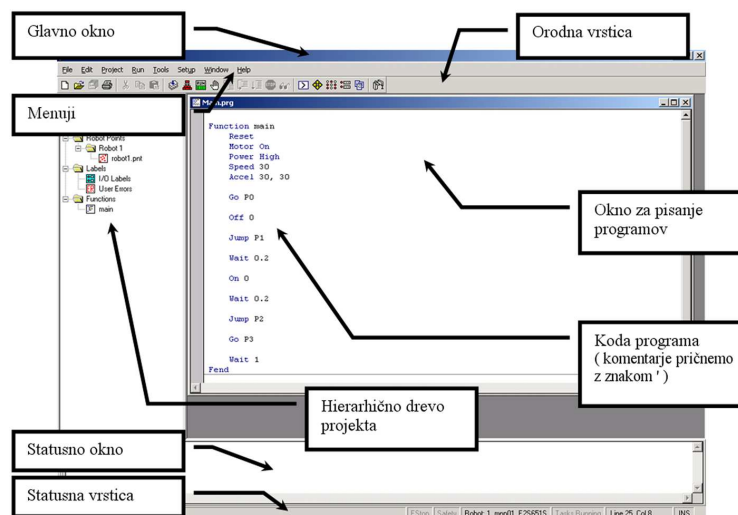 Glavno okno
Orodna vrstica
File Edit Project Run Tools Setup Window Help
Menuji
Main.prg
Robot Points
Robot 1
robot1.pnt
Labels
I/O Labels
User Errors
Functions
main
Function main
Reset
Motor On
Power High
Speed 30
Accel 30, 30
Go P0
Off 0
Jump P1
Wait 0.2
On 0
Wait 0.2
Jump P2
Go P3
Wait 1
Fend
Okno za pisanje
programov
Koda programa
( komentarje pričnemo
z znakom ' )
Hierarhično drevo
projekta
Statusno okno
Statusna vrstica
EStop Safety Robot: 1, mnp01, E2S651S Tasks Running Line 25, Col 8 INS